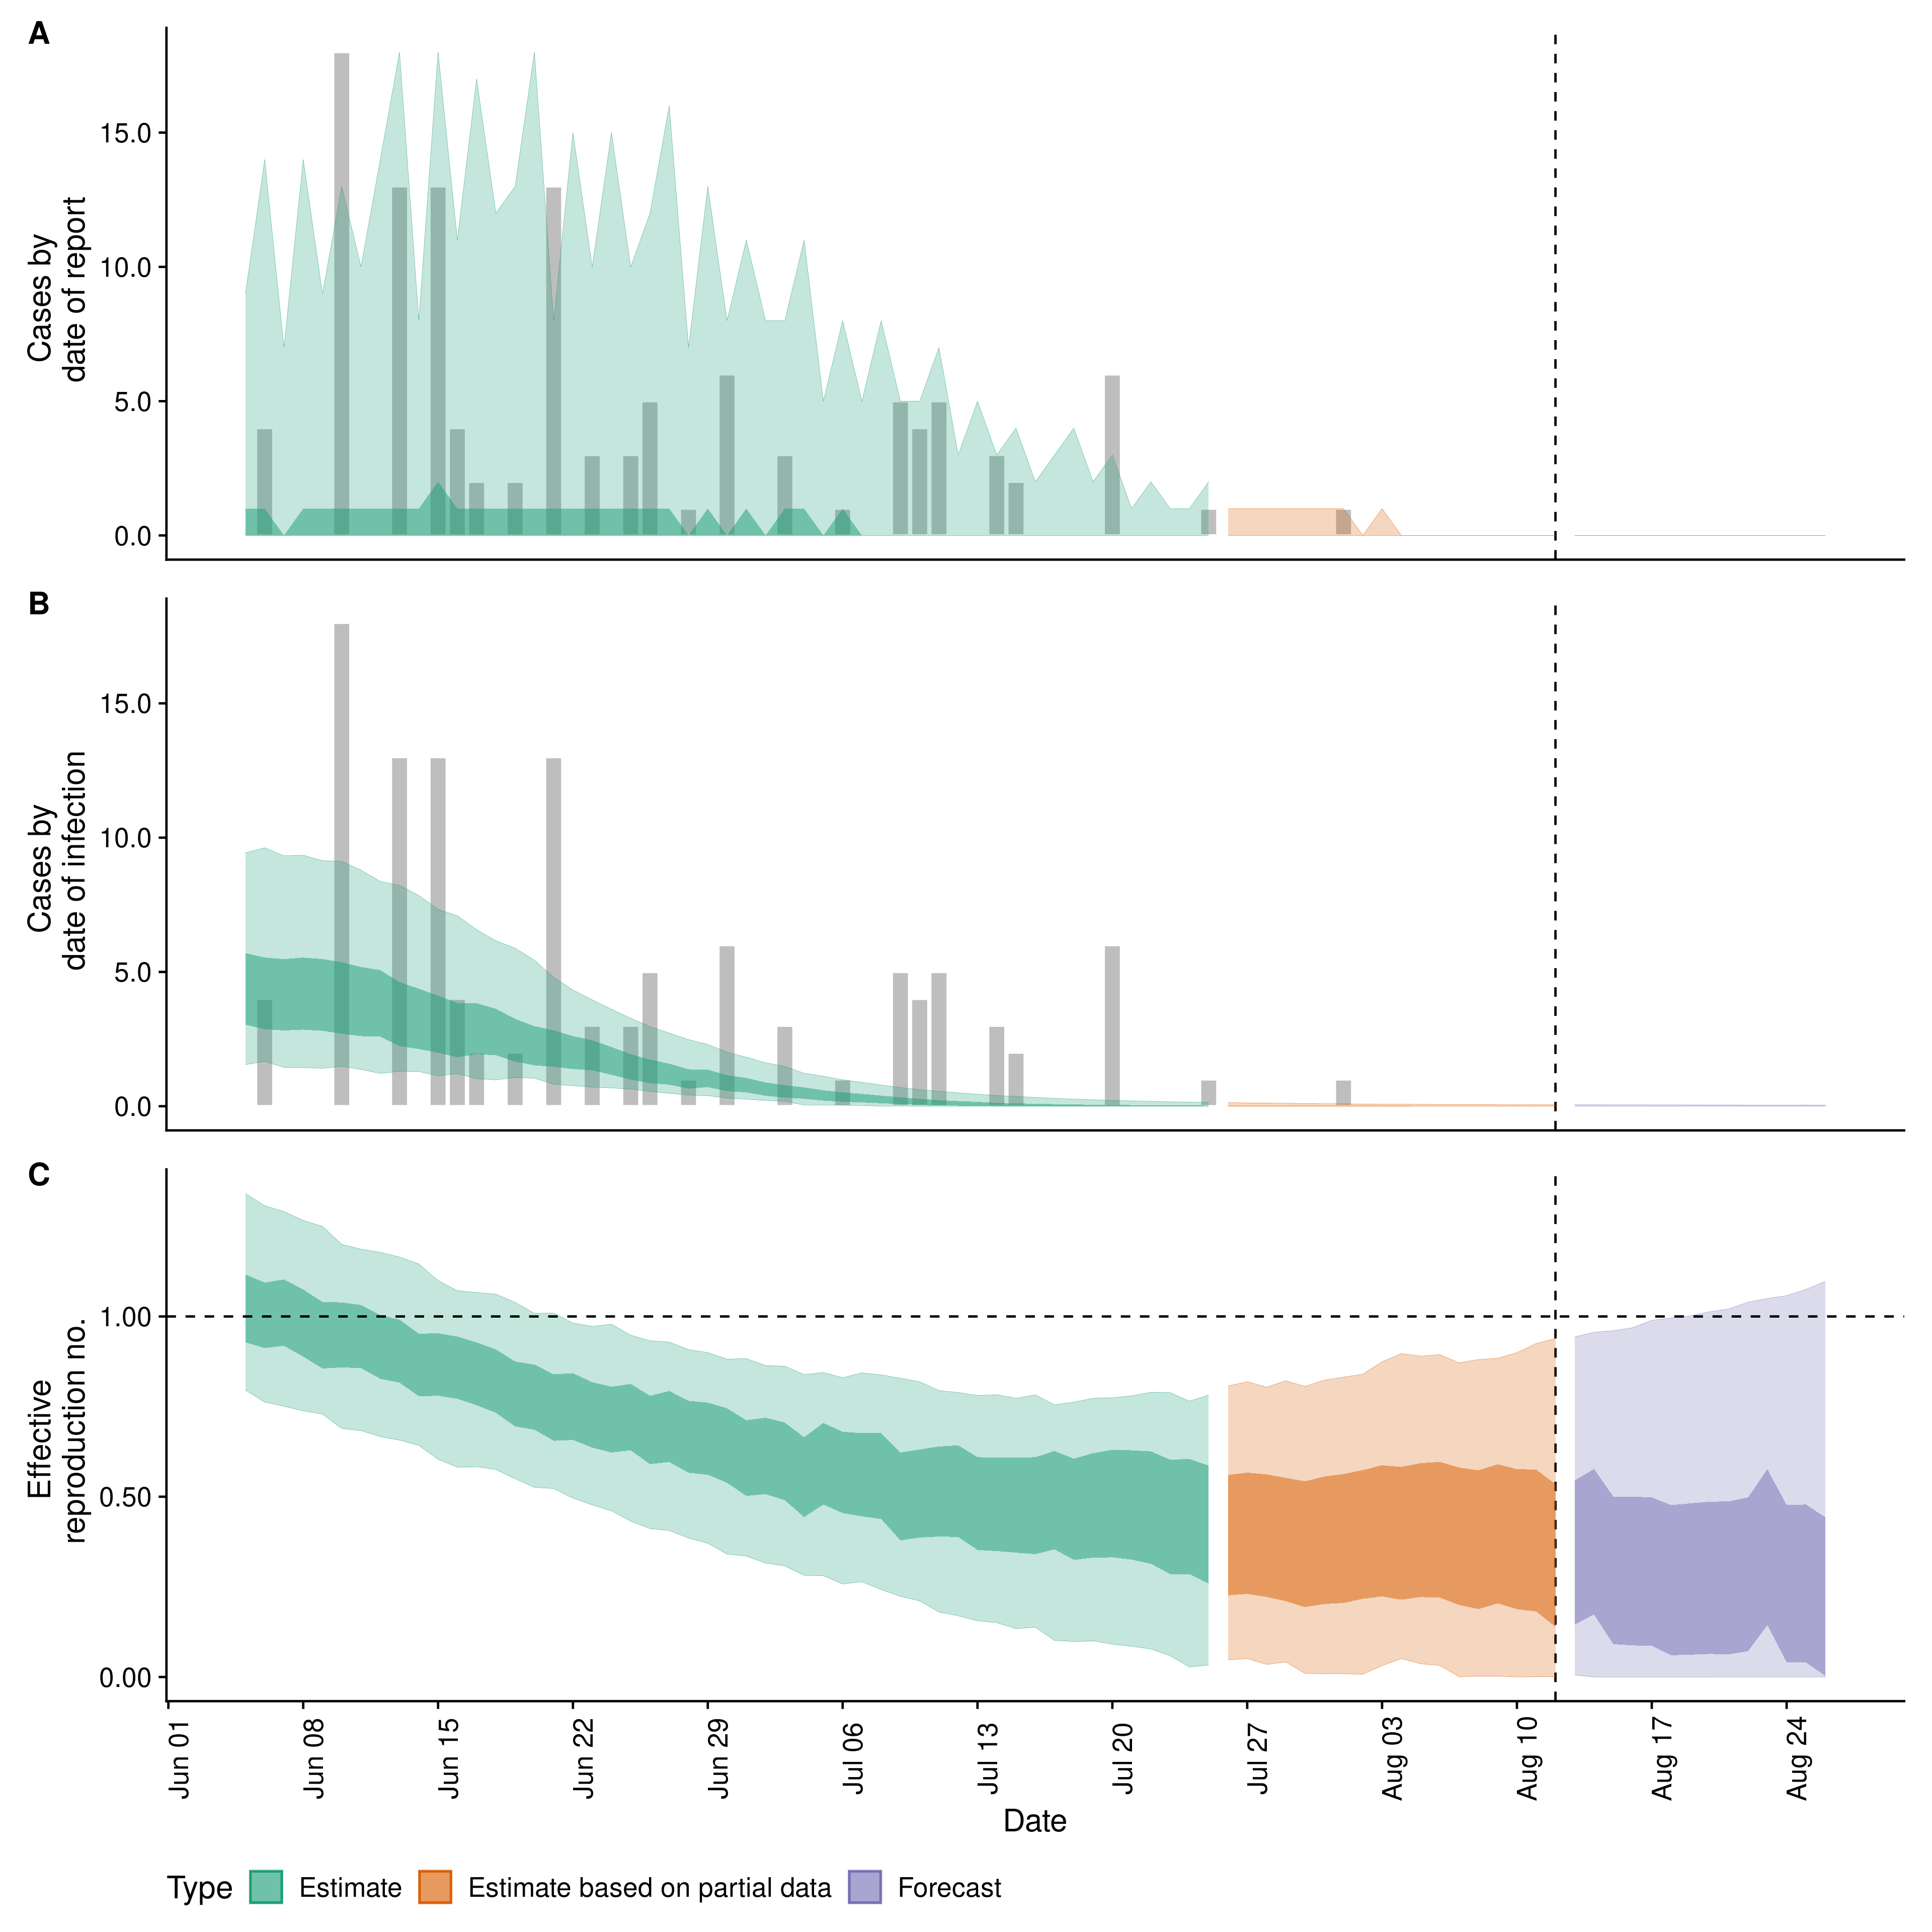 A
Cases by
date of report
15.0
10.0
5.0
0.0
B
Cases by
date of infection
15.0
10.0
5.0
0.0
C
Effective
reproduction no.
1.00
0.50
0.00
Jun 01
Jun 08
Jun 15
Jun 22
Jun 29
Jul 06
Jul 13
Jul 20
Jul 27
Aug 03
Aug 10
Aug 17
Aug 24
Date
Type Estimate Estimate based on partial data Forecast